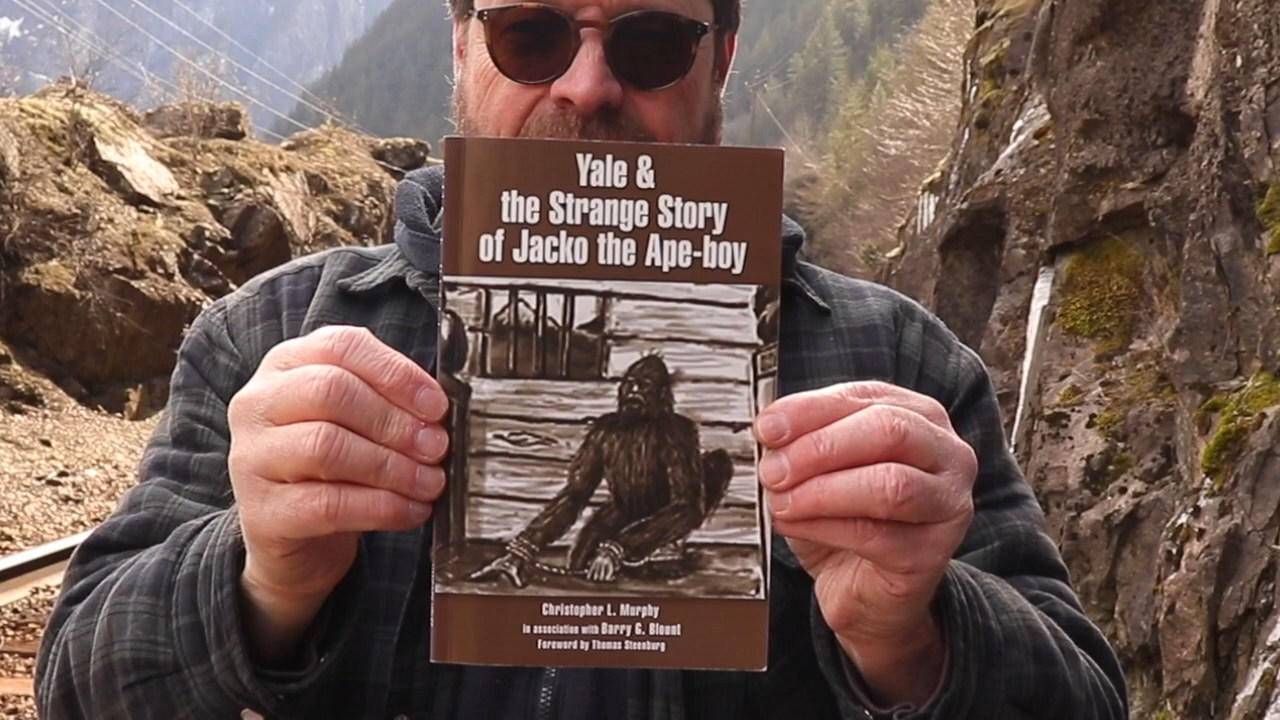 Yale &
the Strange Story
of Jacko the Ape-boy
Christopher L. Murphy
in association with Barry G. Blount
Foreword by Thomas Steenburg